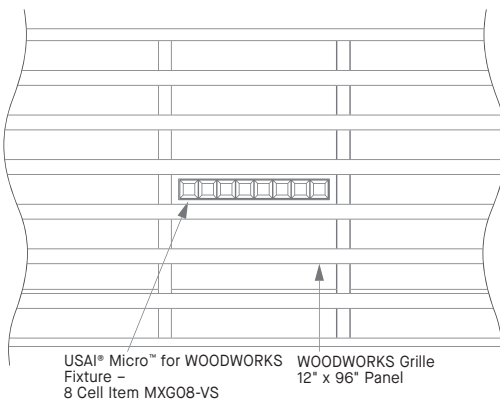 USAI® Micro™ for WOODWORKS
Fixture –
8 Cell Item MXG08-VS
WOODWORKS Grille
12" x 96" Panel